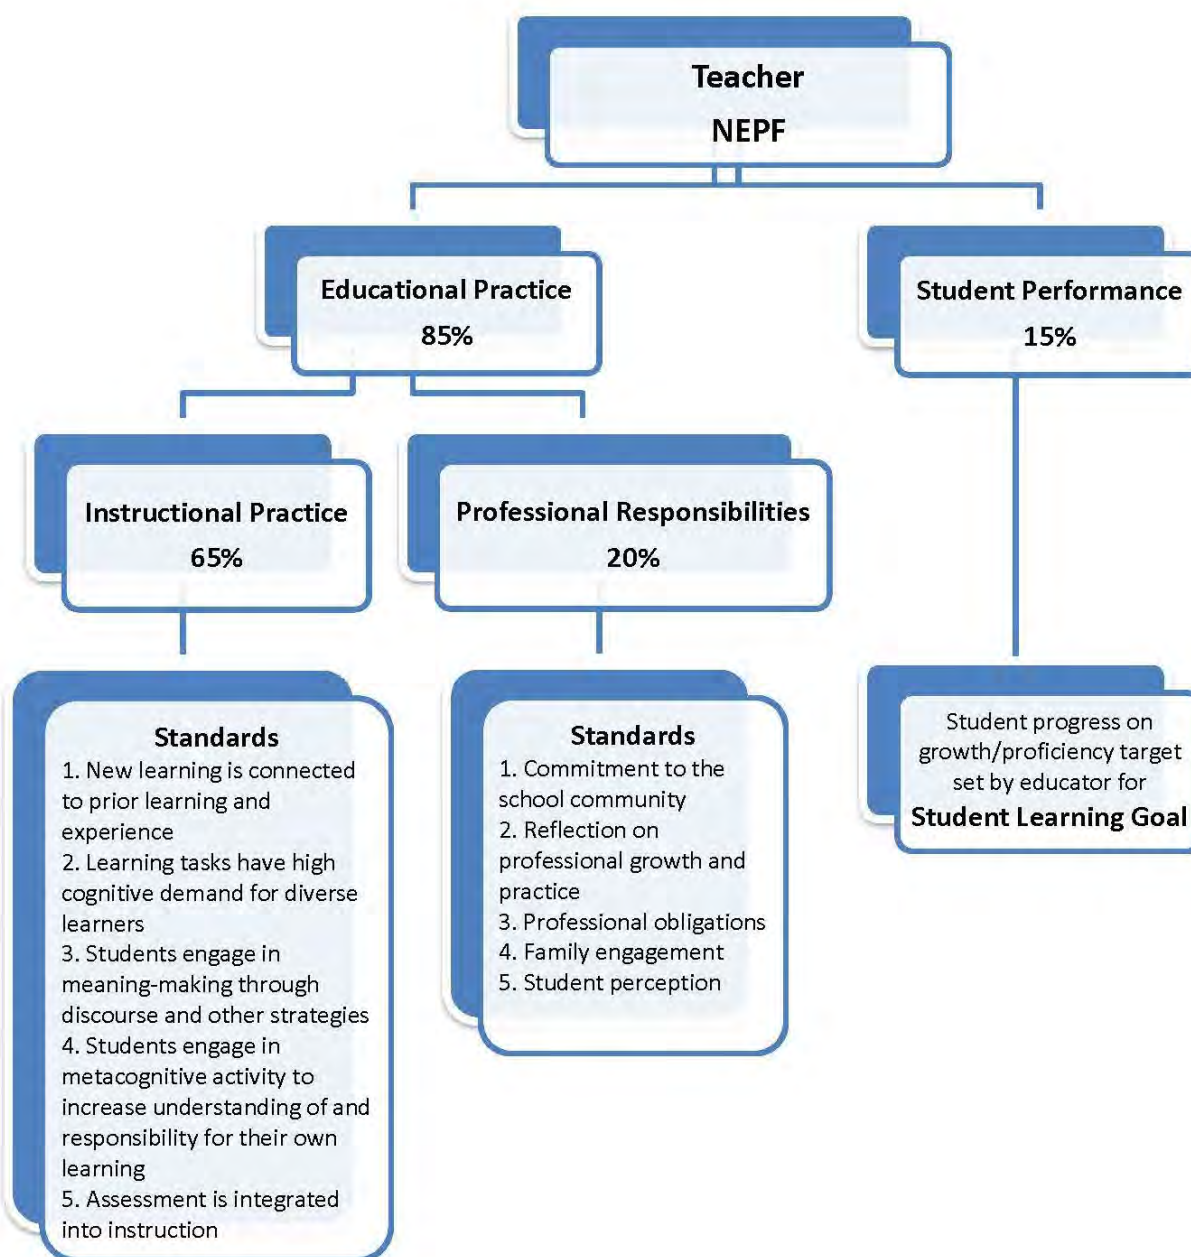 Teacher
NEPF
Educational Practice
85%
Student Performance
15%
Instructional Practice
65%
Professional Responsibilities
20%
Standards
1. New learning is connected
to prior learning and
experience
2. Learning tasks have high
cognitive demand for diverse
learners
3. Students engage in
meaning-making through
discourse and other strategies
4. Students engage in
metacognitive activity to
increase understanding of and
responsibility for their own
learning
5. Assessment is integrated
into instruction
Standards
1. Commitment to the
school community
2. Reflection on
professional growth and
practice
3. Professional obligations
4. Family engagement
5. Student perception
Student progress on
growth/proficiency target
set by educator for
Student Learning Goal